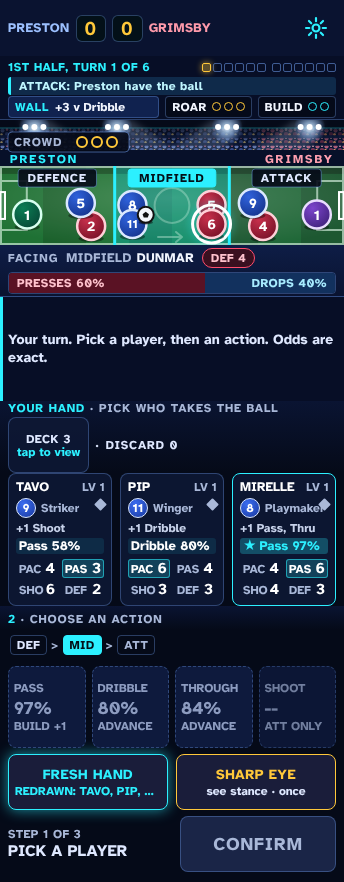 PRESTON 0 0 GRIMSBY
1ST HALF, TURN 1 OF 6
ATTACK: Preston have the ball
WALL +3 v Dribble ROAR BUILD
CROWD
PRESTON GRIMSBY
DEFENCE MIDFIELD ATTACK
1 5 2 8 11 5 6 9 4 1
FACING MIDFIELD DUNMAR DEF 4
PRESSES 60% DROPS 40%
Your turn. Pick a player, then an action. Odds are
exact.
YOUR HAND · PICK WHO TAKES THE BALL
DECK 3
tap to view
· DISCARD 0
TAVO LV 1
9 Striker
+1 Shoot
Pass 58%
PAC 4 PAS 3
SHO 6 DEF 2
PIP LV 1
11 Winger
+1 Dribble
Dribble 80%
PAC 6 PAS 4
SHO 4 DEF 3
MIRELLE LV 1
8 Playmaker
+1 Pass, Thru
★ Pass 97%
PAC 4 PAS 6
SHO 4 DEF 3
2 · CHOOSE AN ACTION
DEF > MID > ATT
PASS
97%
BUILD +1
DRIBBLE
80%
ADVANCE
THROUGH
84%
ADVANCE
SHOOT
--
ATT ONLY
FRESH HAND
REDRAWN: TAVO, PIP, ...
SHARP EYE
see stance · once
STEP 1 OF 3
PICK A PLAYER
CONFIRM